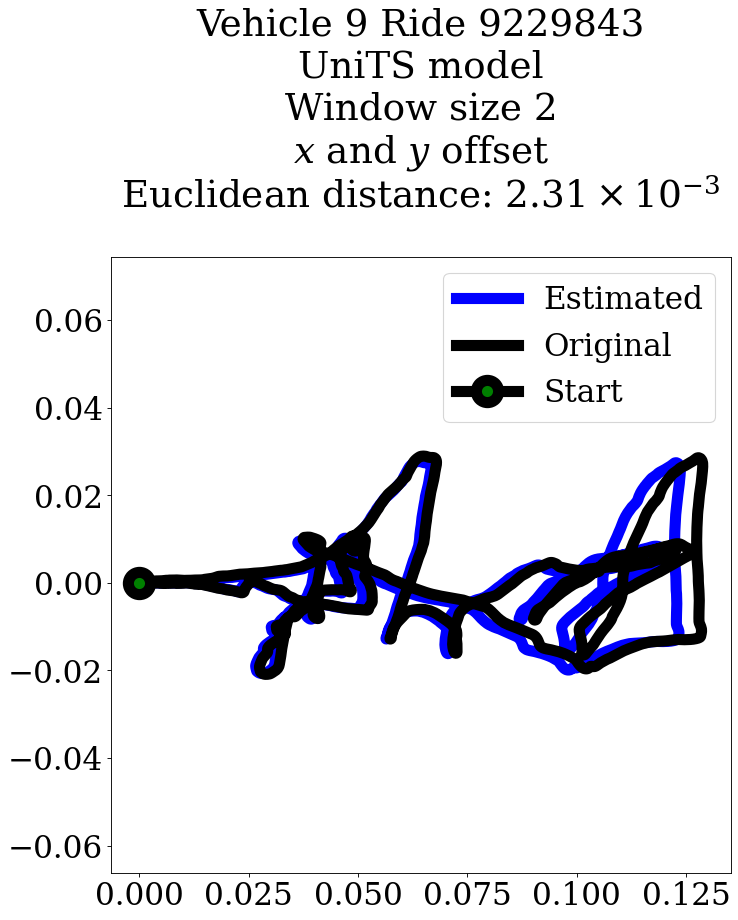 Vehicle 9 Ride 9229843
UniTS model
Window size 2
x and y offset
Euclidean distance: 2.31 × 10⁻³
Estimated
Original
Start
0.06
0.04
0.02
0.00
−0.02
−0.04
−0.06
0.000 0.025 0.050 0.075 0.100 0.125